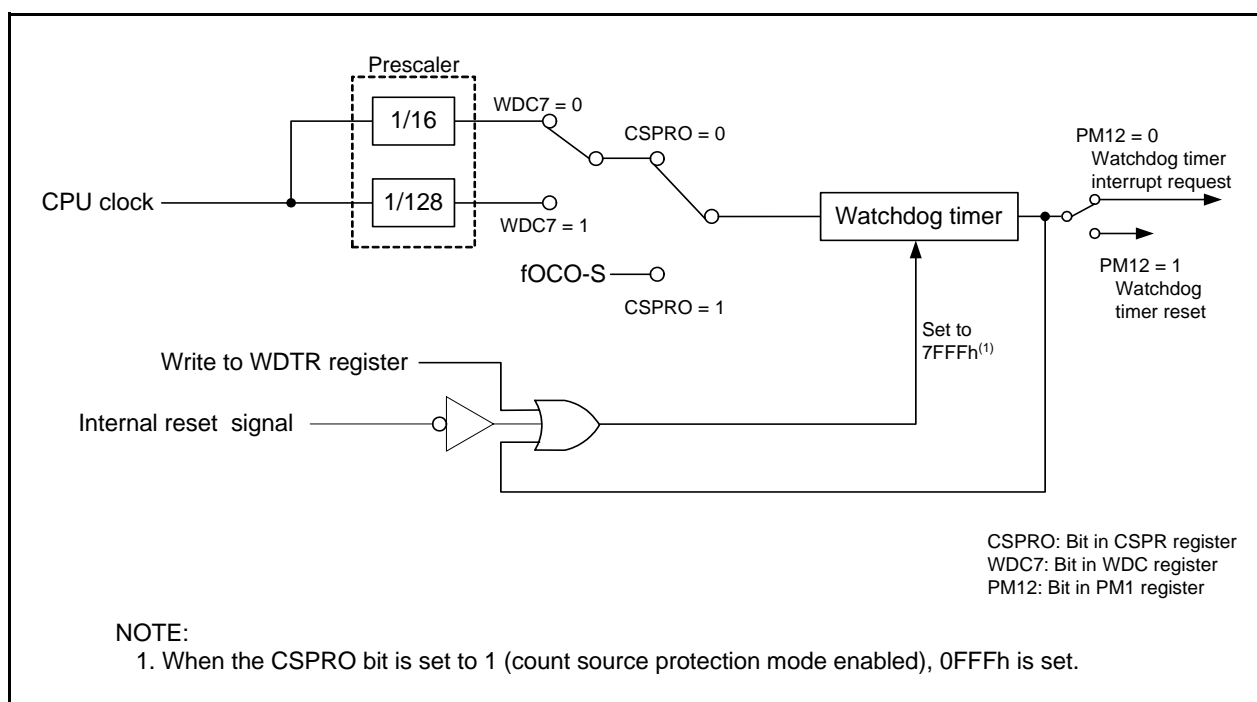 Prescaler
1/16
WDC7 = 0
CSPRO = 0
PM12 = 0
Watchdog timer
interrupt request
CPU clock
1/128
WDC7 = 1
Watchdog timer
fOCO-S
CSPRO = 1
PM12 = 1
Watchdog
timer reset
Set to
7FFFh(1)
Write to WDTR register
Internal reset signal
CSPRO: Bit in CSPR register
WDC7: Bit in WDC register
PM12: Bit in PM1 register
NOTE:
1. When the CSPRO bit is set to 1 (count source protection mode enabled), 0FFFh is set.